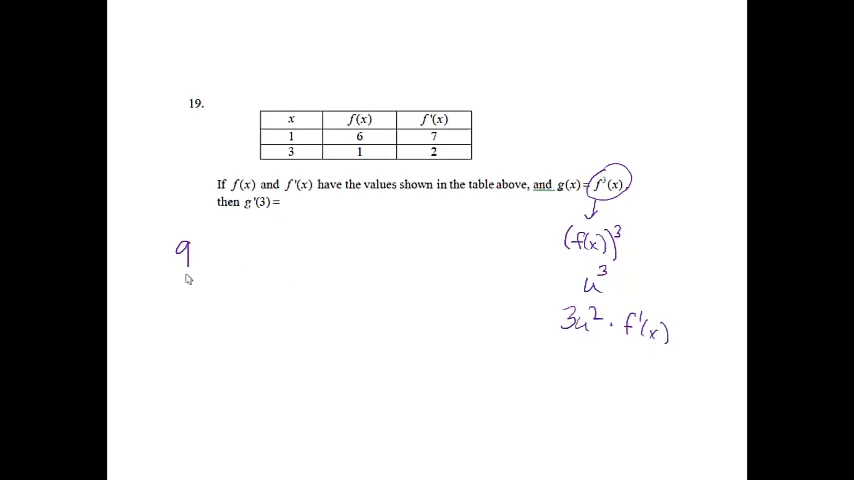 19.
x f(x) f'(x)
1 6 7
3 1 2
If f(x) and f'(x) have the values shown in the table above, and g(x)= f³(x),
then g'(3)=
(f(x))³
9
u³
3u² · f'(x)